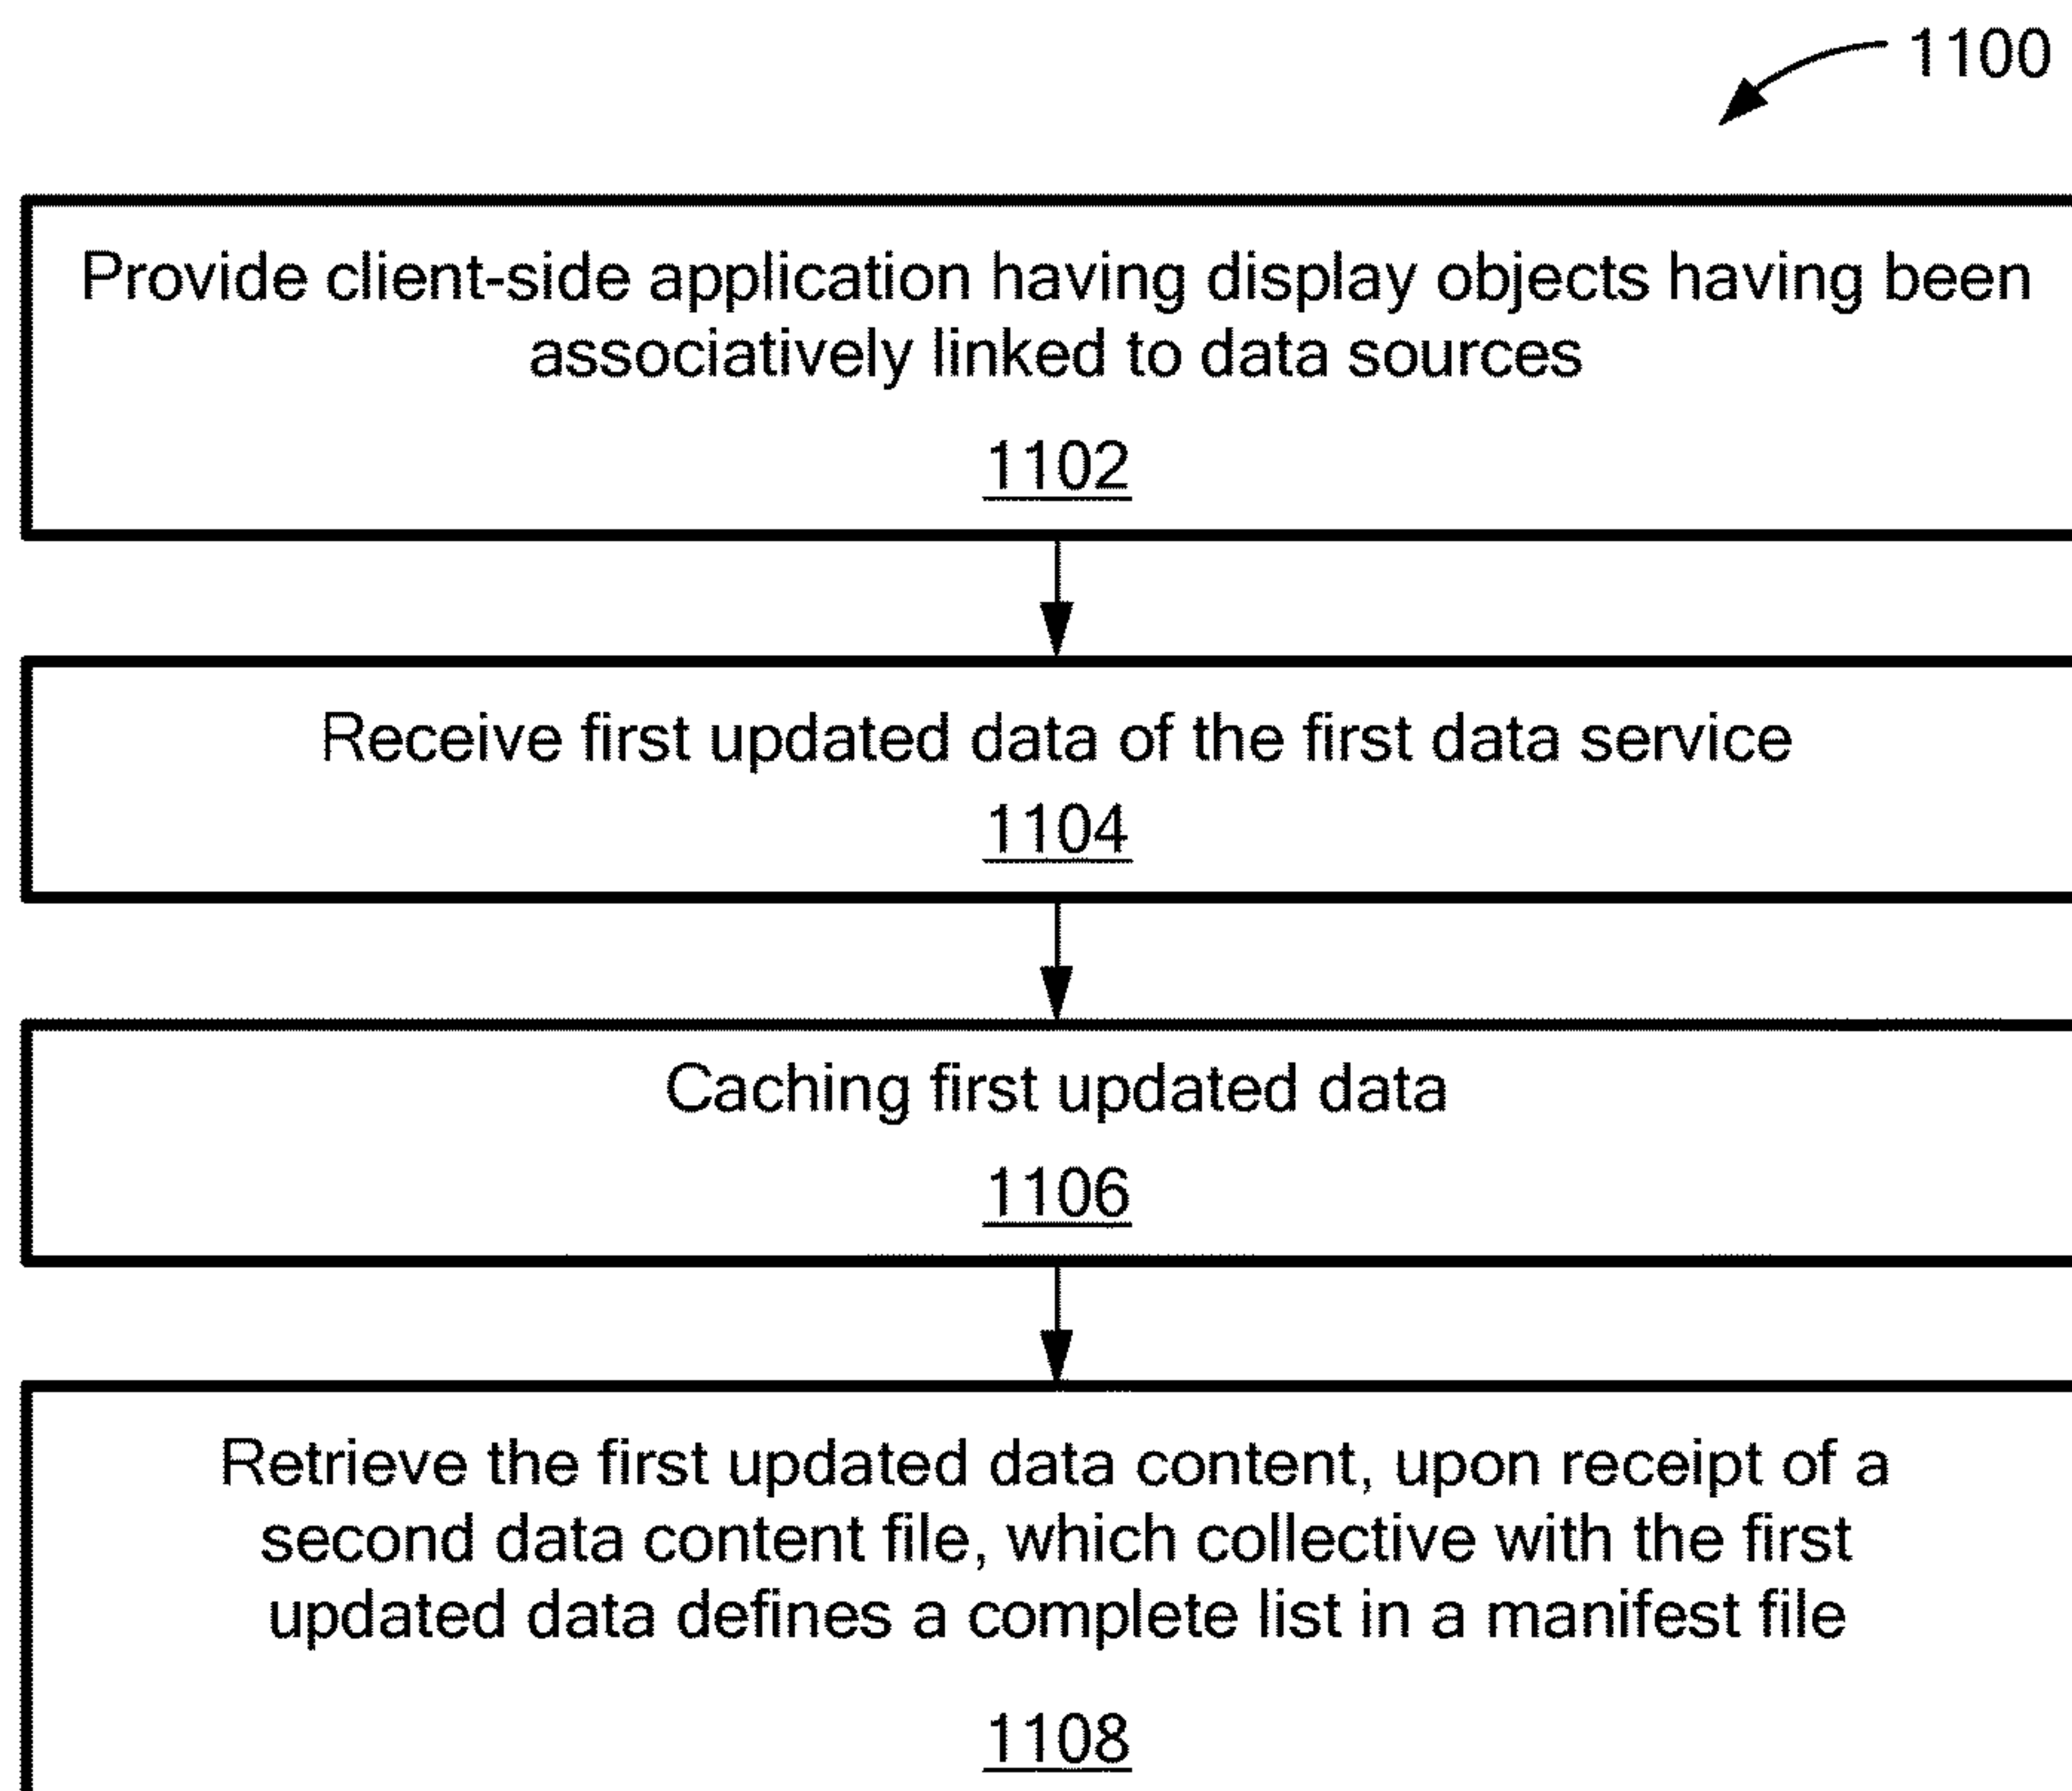 1100
Provide client-side application having display objects having been
associatively linked to data sources
1102
Receive first updated data of the first data service
1104
Caching first updated data
1106
Retrieve the first updated data content, upon receipt of a
second data content file, which collective with the first
updated data defines a complete list in a manifest file
1108